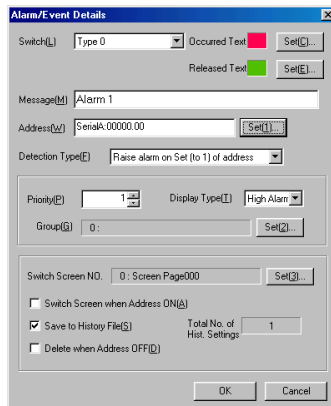 Alarm/Event Details
Switch(L) Type 0 Occurred Text Set(C)...
Released Text Set(E)...
Message(M) Alarm 1
Address(W) SerialA:00000.00 Set(1)...
Detection Type(F) Raise alarm on Set (to 1) of address
Priority(P) 1 Display Type(T) High Alarm
Group(G) 0 : Set(2)...
Switch Screen NO. 0 : Screen Page000 Set(3)...
Switch Screen when Address ON(A)
Save to History File(S) Total No. of Hist. Settings 1
Delete when Address OFF(D)
OK Cancel